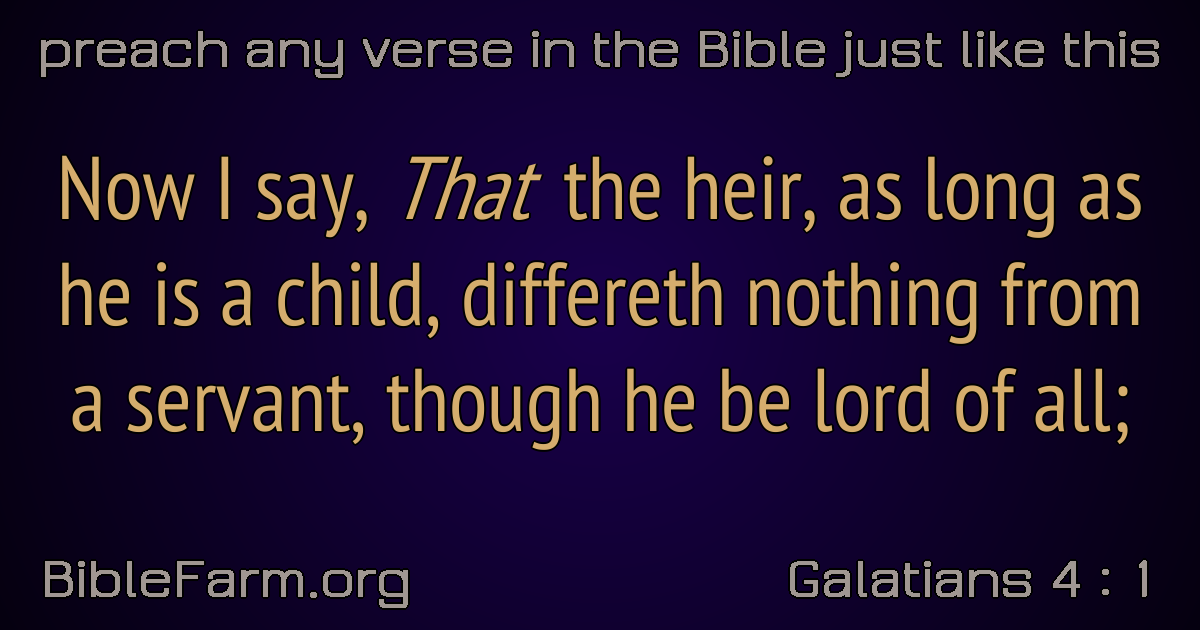 preach any verse in the Bible just like this
Now I say, That the heir, as long as
he is a child, differeth nothing from
a servant, though he be lord of all;
BibleFarm.org
Galatians 4 : 1